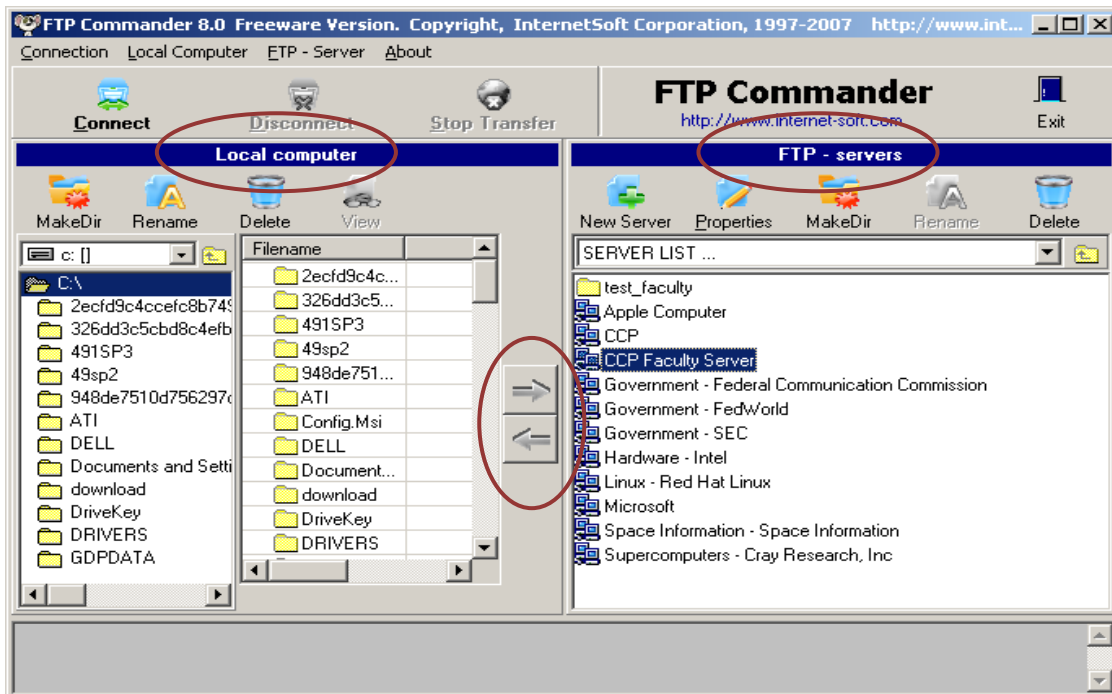 FTP Commander 8.0 Freeware Version. Copyright, InternetSoft Corporation, 1997-2007 http://www.int...
Connection Local Computer FTP - Server About
Connect Disconnect Stop Transfer
FTP Commander
http://www.internet-soft.com
Exit
Local computer
MakeDir Rename Delete View
c: []
C:\
2ecfd9c4ccefc8b749
326dd3c5cbd8c4efb
491SP3
49sp2
948de7510d756297
ATI
DELL
Documents and Setti
download
DriveKey
DRIVERS
GDPDATA
Filename
2ecfd9c4c...
326dd3c5...
491SP3
49sp2
948de751...
ATI
Config.Msi
DELL
Document...
download
DriveKey
DRIVERS
FTP - servers
New Server Properties MakeDir Rename Delete
SERVER LIST ...
test_faculty
Apple Computer
CCP
CCP Faculty Server
Government - Federal Communication Commission
Government - FedWorld
Government - SEC
Hardware - Intel
Linux - Red Hat Linux
Microsoft
Space Information - Space Information
Supercomputers - Cray Research, Inc